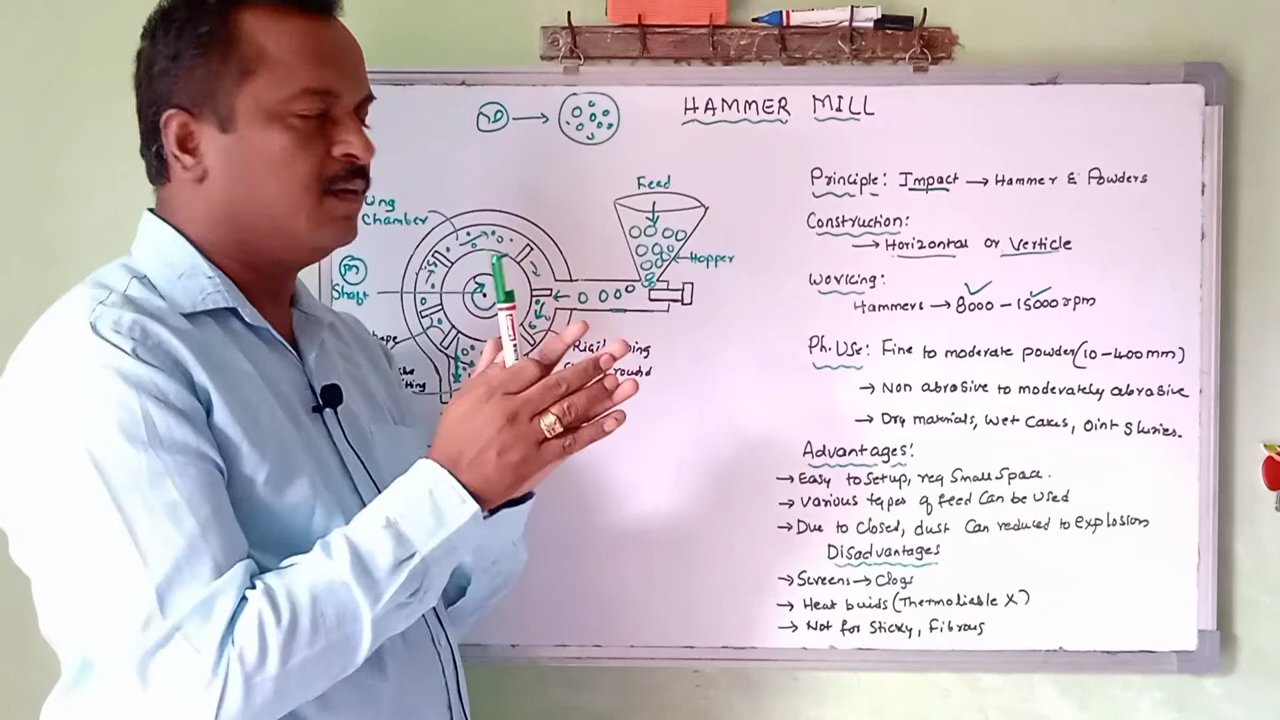 HAMMER MILL
Feed
Hopper
Chamber
Shaft
Principle: Impact → Hammer & Powders
Construction:
→ Horizontal or Verticle
Working:
Hammers → 8000 – 15000 rpm
Ph. Use: Fine to moderate powder (10–400mm)
→ Non abrasive to moderately abrasive
→ Dry materials, Wet Cakes, Oint Sluries.
Advantages:
→ Easy to Setup, req Small Space.
→ Various types of feed Can be used
→ Due to Closed, dust Can reduced to explosion
Disadvantages
→ Screens → Clogs
→ Heat buids (Thermoliable X)
→ Not for Sticky, Fibrous